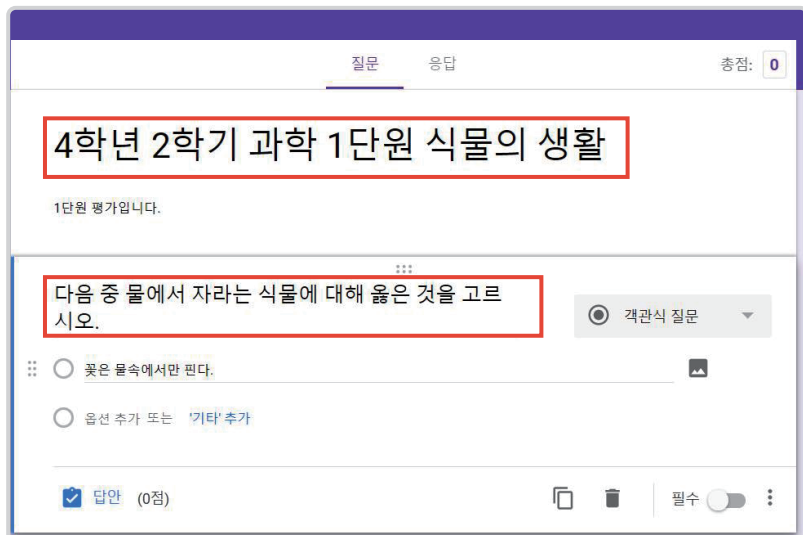 질문 응답 총점: 0
4학년 2학기 과학 1단원 식물의 생활
1단원 평가입니다.
다음 중 물에서 자라는 식물에 대해 옳은 것을 고르
시오.
객관식 질문
꽃은 물속에서만 핀다.
옵션 추가 또는 '기타' 추가
답안 (0점) 필수